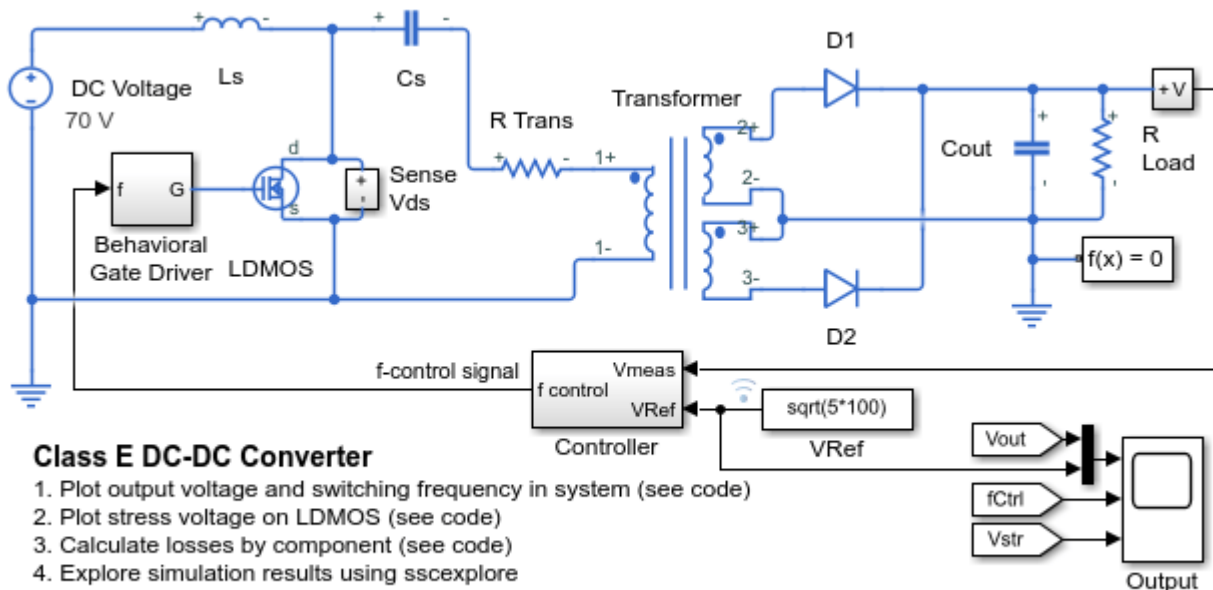 + -
Ls
+ -
Cs
DC Voltage
70 V
+
-
R Trans
+ -
Transformer
1+
1-
2+
2-
3+
3-
D1
D2
+V
Cout
+
-
R
Load
+
-
f G
Behavioral
Gate Driver
d
s
LDMOS
+
-
Sense
Vds
f(x) = 0
f-control signal
f control
Vmeas
VRef
Controller
sqrt(5*100)
VRef
Vout
fCtrl
Vstr
Output
Class E DC-DC Converter
1. Plot output voltage and switching frequency in system (see code)
2. Plot stress voltage on LDMOS (see code)
3. Calculate losses by component (see code)
4. Explore simulation results using sscexplore